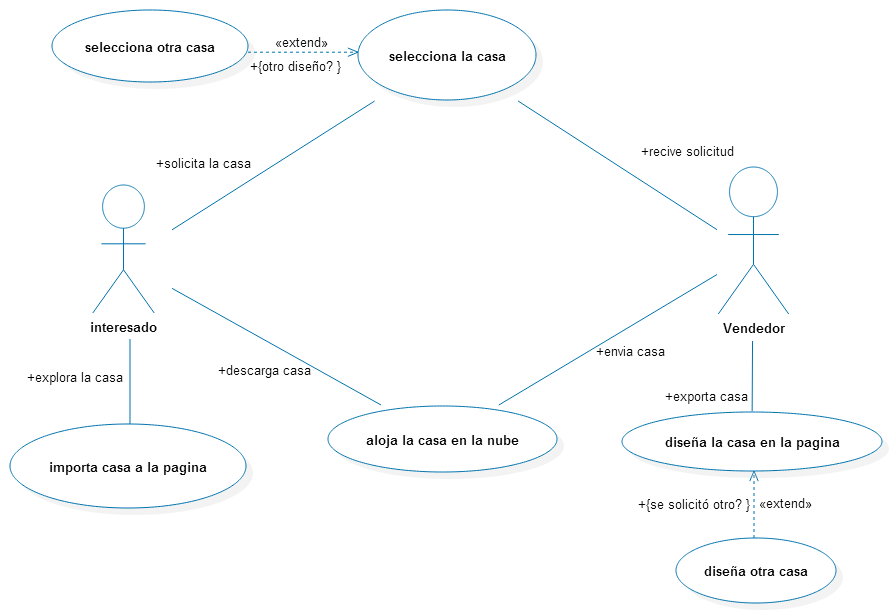 selecciona otra casa
«extend»
+{otro diseño? }
selecciona la casa
+solicita la casa
+recive solicitud
interesado
Vendedor
+explora la casa
+descarga casa
+envia casa
+exporta casa
importa casa a la pagina
aloja la casa en la nube
diseña la casa en la pagina
+{se solicitó otro? }
«extend»
diseña otra casa